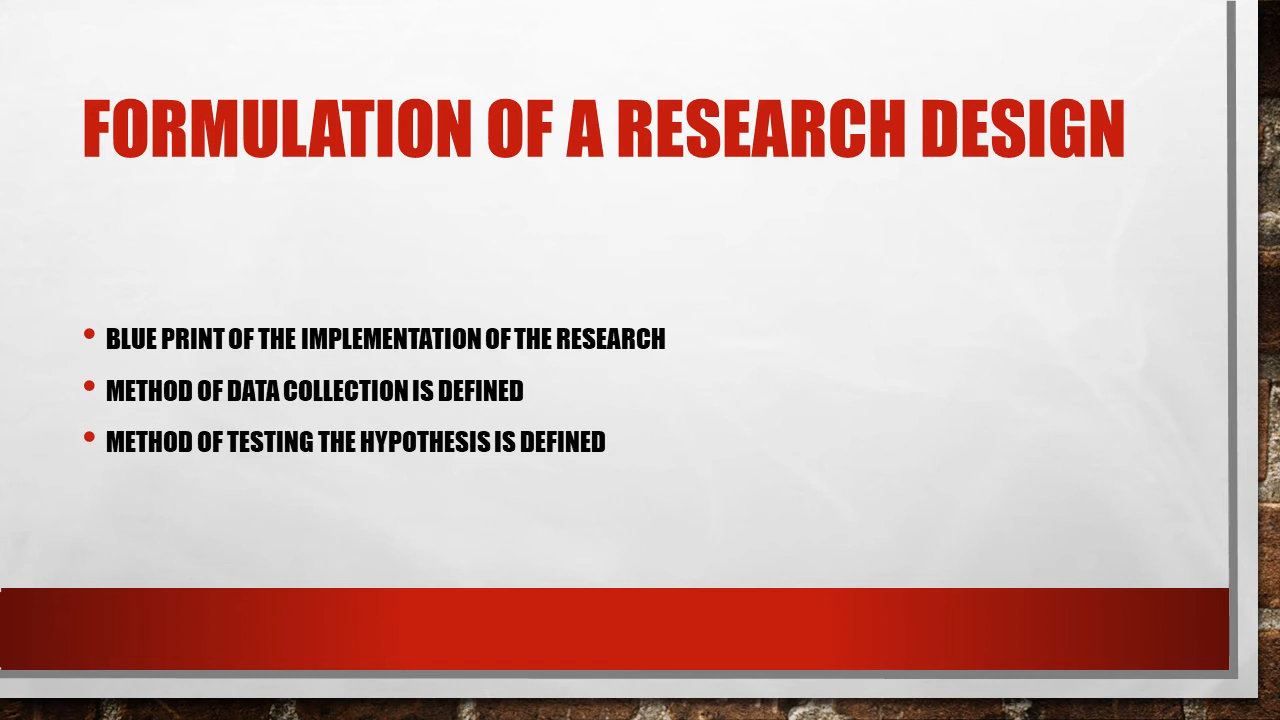 FORMULATION OF A RESEARCH DESIGN
• BLUE PRINT OF THE IMPLEMENTATION OF THE RESEARCH
• METHOD OF DATA COLLECTION IS DEFINED
• METHOD OF TESTING THE HYPOTHESIS IS DEFINED